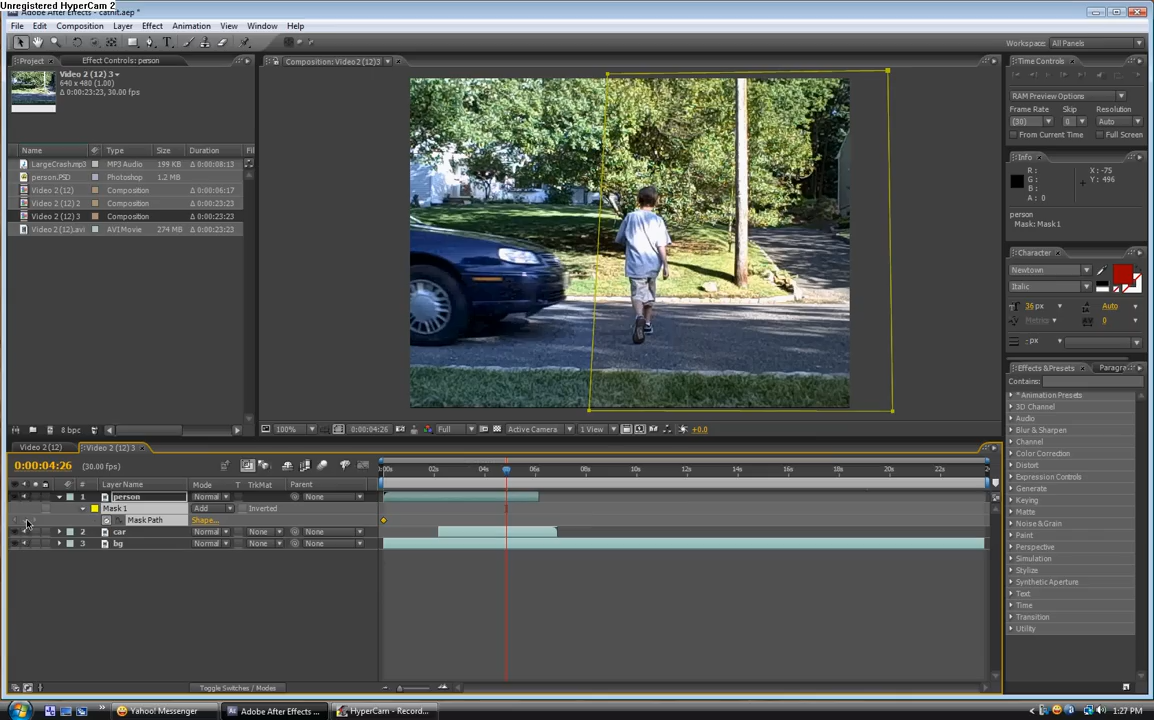 Unregistered HyperCam 2
Adobe After Effects - cathit.aep *
File Edit Composition Layer Effect Animation View Window Help
Workspace: All Panels
Project × Effect Controls: person
Video 2 (12) 3
640 x 480 (1.00)
Δ 0:00:23:23, 30.00 fps
Name Type Size Duration Fil
LargeCrash.mp3 MP3 Audio 199 KB Δ 0:00:08:13
person.PSD Photoshop 1.2 MB
Video 2 (12) Composition Δ 0:00:06:17
Video 2 (12) 2 Composition Δ 0:00:23:23
Video 2 (12) 3 Composition Δ 0:00:23:23
Video 2 (12).avi AVI Movie 274 MB Δ 0:00:23:23
8 bpc
Composition: Video 2 (12) 3
100% 0:00:04:26 Full Active Camera 1 View +0.0
Time Controls ×
RAM Preview Options
Frame Rate Skip Resolution
(30) 0 Auto
From Current Time Full Screen
Info ×
R :
G :
B :
A : 0
X : -75
Y : 496
person
Mask: Mask 1
Character ×
Newtown
Italic
36 px Auto
Metrics 0
- px
Effects & Presets × Paragra
Contains:
* Animation Presets
3D Channel
Audio
Blur & Sharpen
Channel
Color Correction
Distort
Expression Controls
Generate
Keying
Matte
Noise & Grain
Paint
Perspective
Simulation
Stylize
Synthetic Aperture
Text
Time
Transition
Utility
Video 2 (12) Video 2 (12) 3 ×
0:00:04:26 (30.00 fps)
:00s 02s 04s 06s 08s 10s 12s 14s 16s 18s 20s 22s
# Layer Name Mode T TrkMat Parent
1 person Normal None
Mask 1 Add Inverted
Mask Path Shape...
2 car Normal None None
3 bg Normal None None
Toggle Switches / Modes
Yahoo! Messenger Adobe After Effects ... HyperCam - Record... 1:27 PM